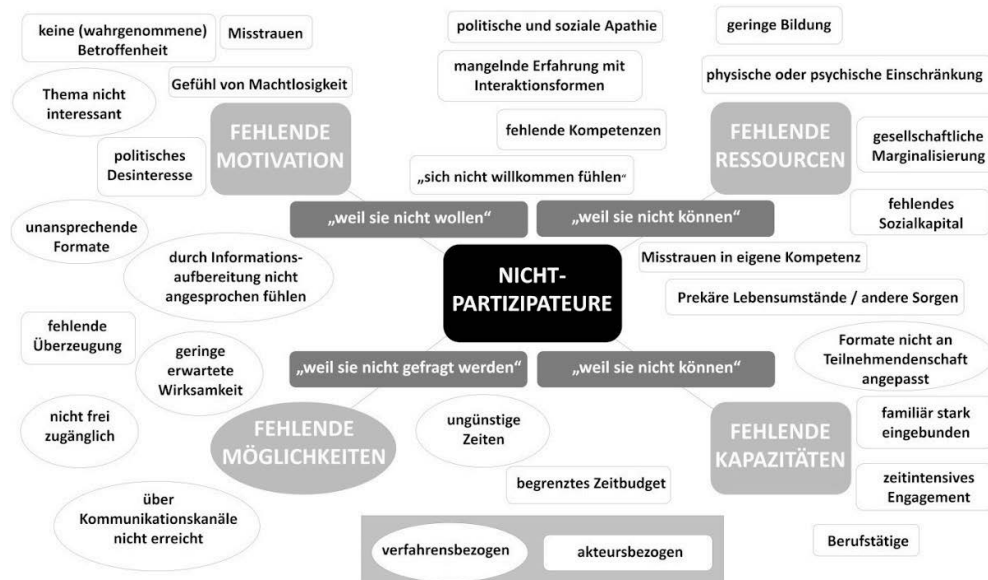 keine (wahrgenommene)
Betroffenheit
Misstrauen
politische und soziale Apathie
geringe Bildung
Thema nicht
interessant
Gefühl von Machtlosigkeit
mangelnde Erfahrung mit
Interaktionsformen
physische oder psychische Einschränkung
FEHLENDE
MOTIVATION
fehlende Kompetenzen
FEHLENDE
RESSOURCEN
gesellschaftliche
Marginalisierung
politisches
Desinteresse
„sich nicht willkommen fühlen“
unansprechende
Formate
„weil sie nicht wollen“
„weil sie nicht können“
fehlendes
Sozialkapital
durch Informations-
aufbereitung nicht
angesprochen fühlen
NICHT-
PARTIZIPATEURE
Misstrauen in eigene Kompetenz
Prekäre Lebensumstände / andere Sorgen
fehlende
Überzeugung
geringe
erwartete
Wirksamkeit
„weil sie nicht gefragt werden“
„weil sie nicht können“
Formate nicht an
Teilnehmendenschaft
angepasst
nicht frei
zugänglich
FEHLENDE
MÖGLICHKEITEN
ungünstige
Zeiten
FEHLENDE
KAPAZITÄTEN
familiär stark
eingebunden
über
Kommunikationskanäle
nicht erreicht
begrenztes Zeitbudget
zeitintensives
Engagement
verfahrensbezogen
akteursbezogen
Berufstätige